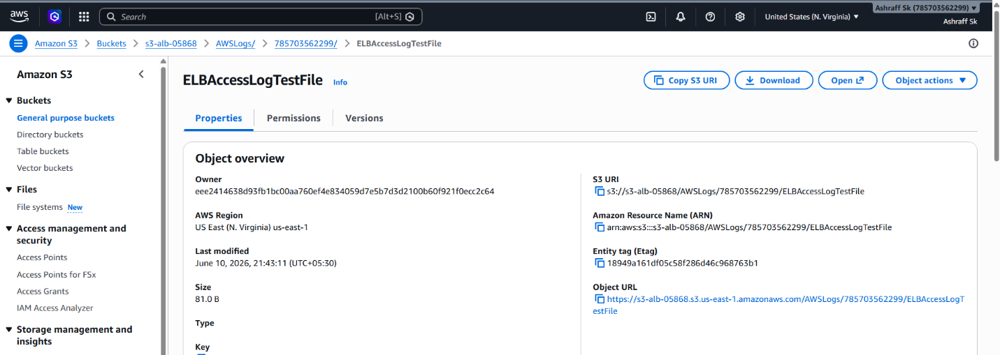 aws
Search [Alt+S]
United States (N. Virginia) ▼
Ashraff Sk (785703562299) ▼
Ashraff Sk
Amazon S3 > Buckets > s3-alb-05868 > AWSLogs/ > 785703562299/ > ELBAccessLogTestFile
Amazon S3
Buckets
General purpose buckets
Directory buckets
Table buckets
Vector buckets
Files
File systems New
Access management and
security
Access Points
Access Points for FSx
Access Grants
IAM Access Analyzer
Storage management and
insights
ELBAccessLogTestFile Info
Copy S3 URI
Download
Open
Object actions ▼
Properties
Permissions
Versions
Object overview
Owner
eee2414638d93fb1bc00aa760ef4e834059d7e5b7d3d2100b60f921f0ecc2c64
AWS Region
US East (N. Virginia) us-east-1
Last modified
June 10, 2026, 21:43:11 (UTC+05:30)
Size
81.0 B
Type
Key
S3 URI
s3://s3-alb-05868/AWSLogs/785703562299/ELBAccessLogTestFile
Amazon Resource Name (ARN)
arn:aws:s3:::s3-alb-05868/AWSLogs/785703562299/ELBAccessLogTestFile
Entity tag (Etag)
18949a161df05c58f286d46c968763b1
Object URL
https://s3-alb-05868.s3.us-east-1.amazonaws.com/AWSLogs/785703562299/ELBAccessLogT
estFile